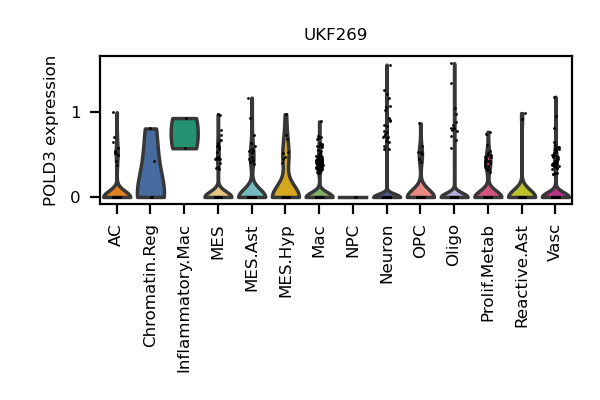 UKF269
POLD3 expression
1
0
AC
Chromatin.Reg
Inflammatory.Mac
MES
MES.Ast
MES.Hyp
Mac
NPC
Neuron
OPC
Oligo
Prolif.Metab
Reactive.Ast
Vasc